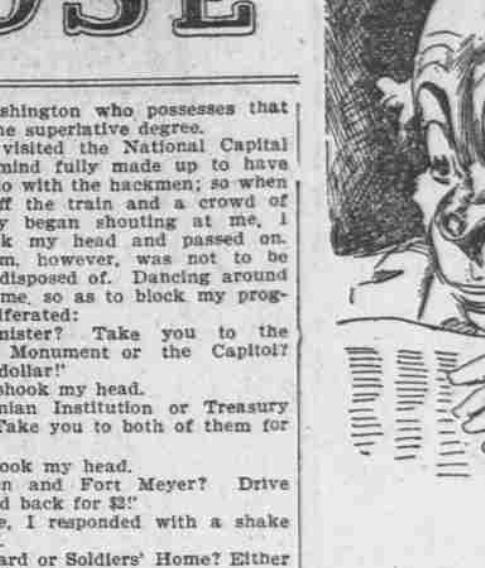 OSE
shington who possesses that
he superlative degree.
visited the National Capital
mind fully made up to have
o with the hackmen; so when
ff the train and a crowd of
y began shouting at me, I
k my head and passed on.
m, however, was not to be
disposed of. Dancing around
me, so as to block my prog-
iferated:
nister? Take you to the
Monument or the Capitol?
dollar!"
shook my head.
nian Institution or Treasury
Take you to both of them for
ook my head.
n and Fort Meyer? Drive
d back for $2!"
e, I responded with a shake
ard or Soldiers' Home? Either